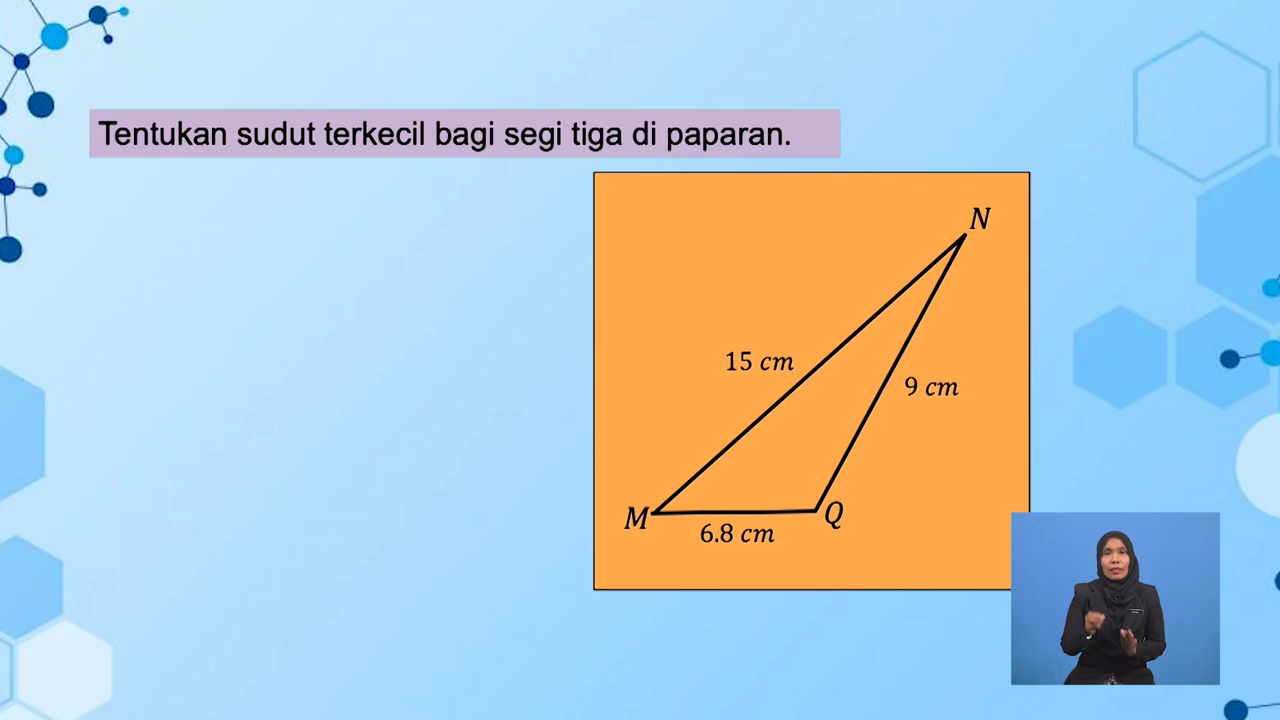 Tentukan sudut terkecil bagi segi tiga di paparan.
N
15 cm
9 cm
M
Q
6.8 cm